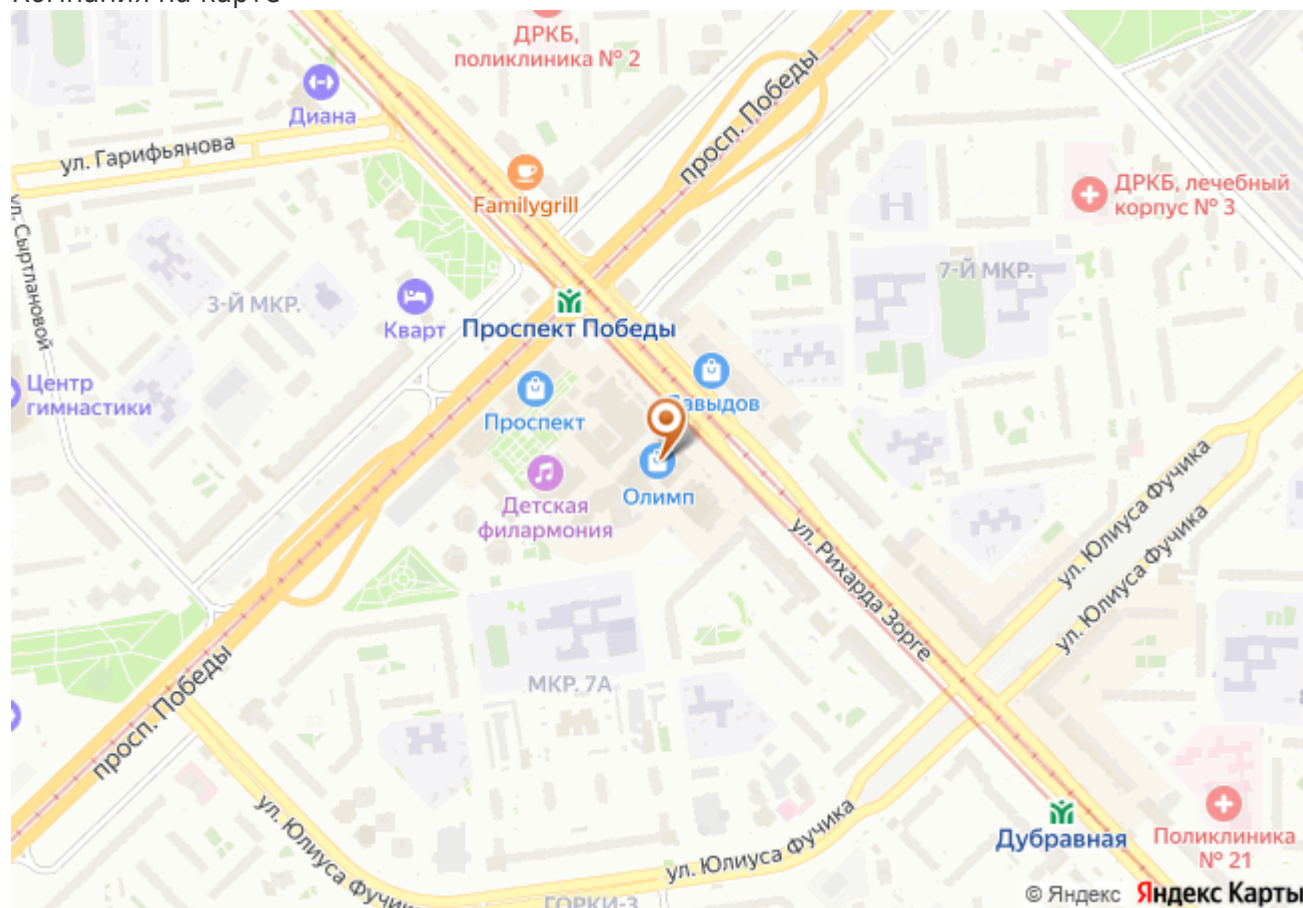 Компания на карте
ДРКБ,
поликлиника № 2
Диана
ул. Гарифьянова
просп. Победы
Familygrill
ДРКБ, лечебный
корпус № 3
ул. Сыртлановой
3-Й МКР.
7-Й МКР.
Кварт
Проспект Победы
Центр
гимнастики
Проспект
Олимп
Детская
филармония
ул. Юлиуса Фучика
ул. Юлиуса Фучика
ул. Рихарда Зорге
МКР. 7А
просп. Победы
ул. Юлиуса Фучика
ул. Юлиуса Фучика
Дубравная
Поликлиника
№ 21
ГОРКИ-3
© Яндекс Яндекс Карты